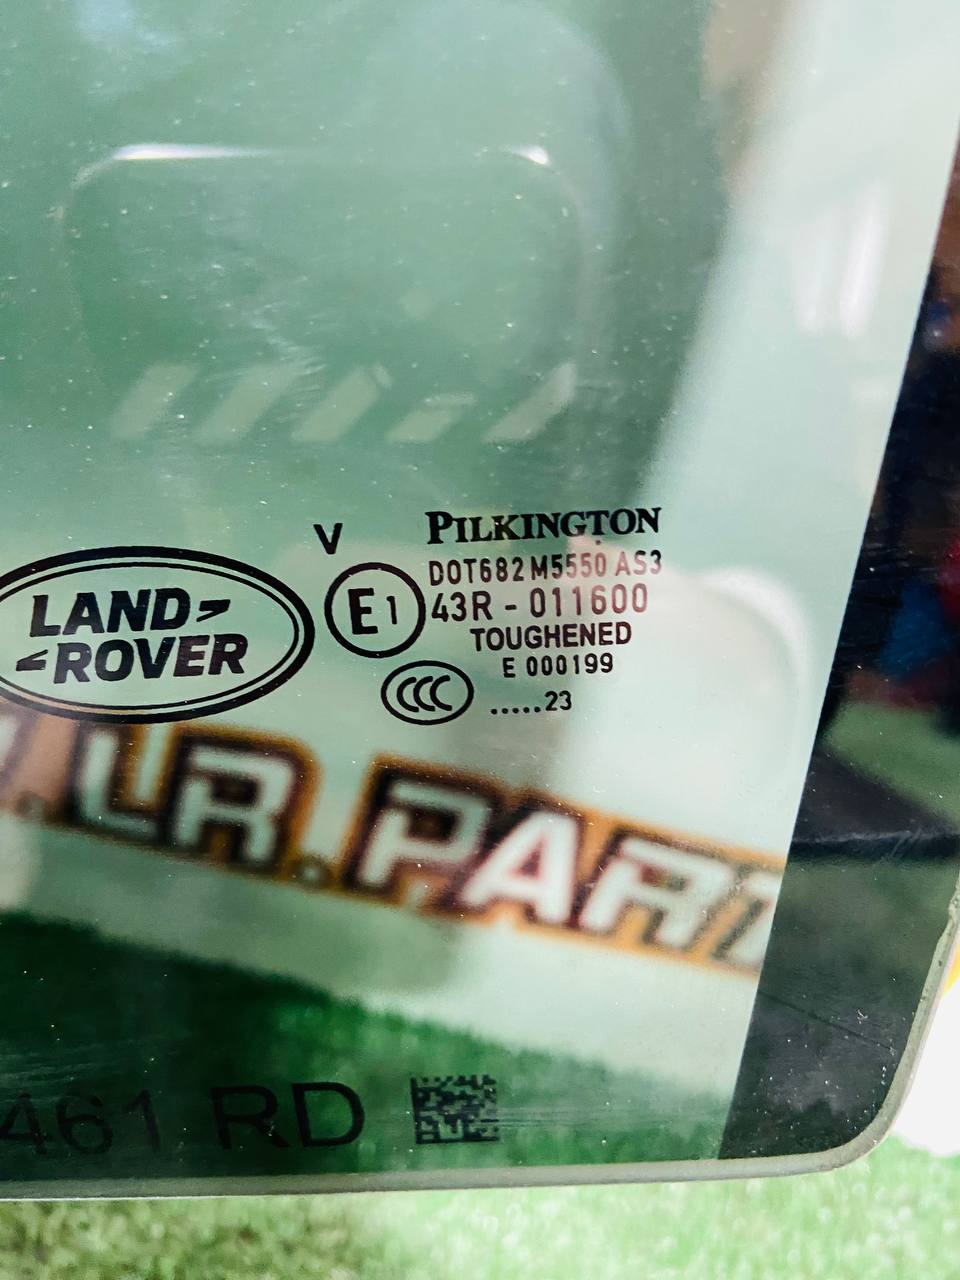 V
PILKINGTON
DOT682 M5550 AS3
E1
43R - 011600
TOUGHENED
E 000199
CCC
.....23
LAND
ROVER
LR.PAR
461 RD